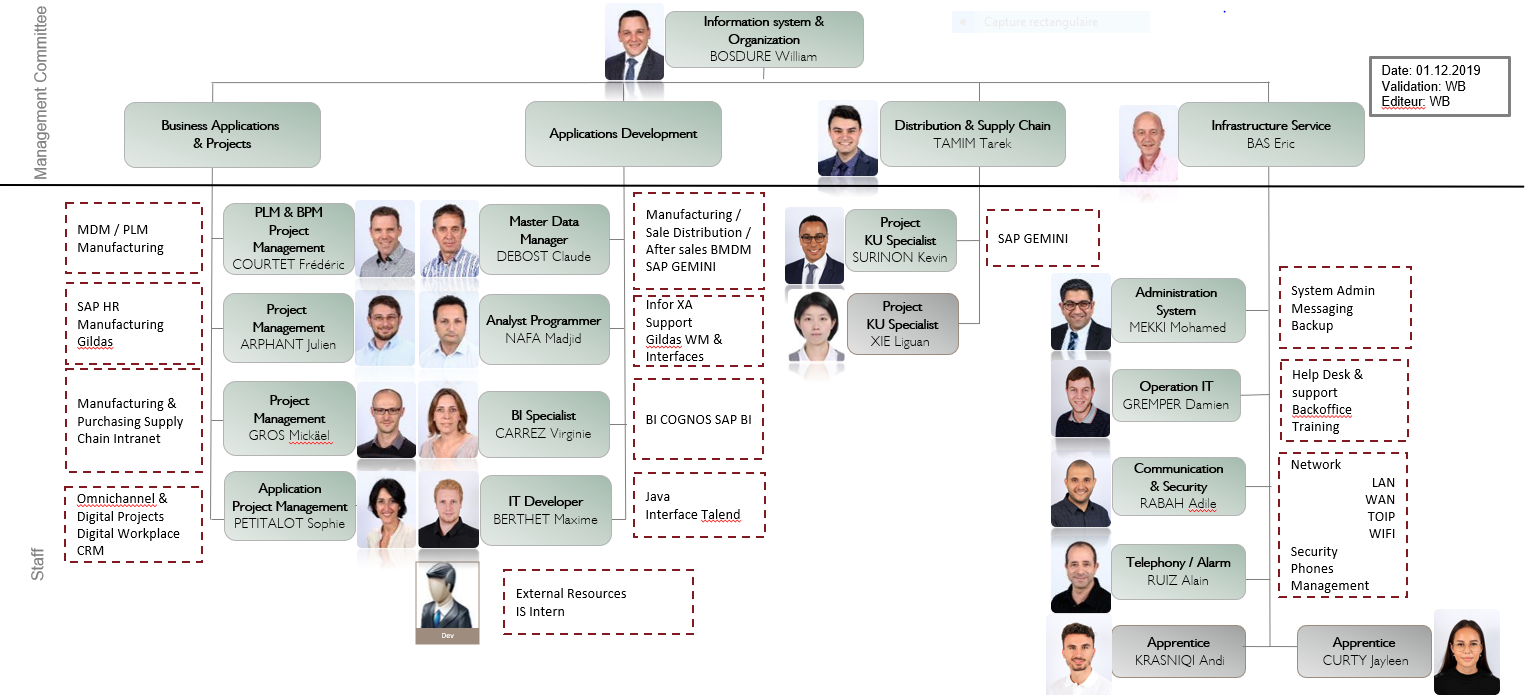 Management Committee
Information system &
Organization
BOSDURE William
Capture rectangulaire
Date: 01.12.2019
Validation: WB
Editeur: WB
Business Applications
& Projects
Applications Development
Distribution & Supply Chain
TAMIM Tarek
Infrastructure Service
BAS Eric
Staff
MDM / PLM
Manufacturing
PLM & BPM
Project
Management
COURTET Frédéric
SAP HR
Manufacturing
Gildas
Project
Management
ARPHANT Julien
Manufacturing &
Purchasing Supply
Chain Intranet
Project
Management
GROS Mickäel
Omnichannel &
Digital Projects
Digital Workplace
CRM
Application
Project Management
PETITALOT Sophie
Master Data
Manager
DEBOST Claude
Manufacturing /
Sale Distribution /
After sales BMDM
SAP GEMINI
Analyst Programmer
NAFA Madjid
Infor XA
Support
Gildas WM &
Interfaces
BI Specialist
CARREZ Virginie
BI COGNOS SAP BI
IT Developer
BERTHET Maxime
Java
Interface Talend
Dev
External Resources
IS Intern
Project
KU Specialist
SURINON Kevin
SAP GEMINI
Project
KU Specialist
XIE Liguan
Administration
System
MEKKI Mohamed
System Admin
Messaging
Backup
Operation IT
GREMPER Damien
Help Desk &
support
Backoffice
Training
Communication
& Security
RABAH Adile
Network
LAN
WAN
TOIP
WIFI
Security
Phones
Management
Telephony / Alarm
RUIZ Alain
Apprentice
KRASNIQI Andi
Apprentice
CURTY Jayleen